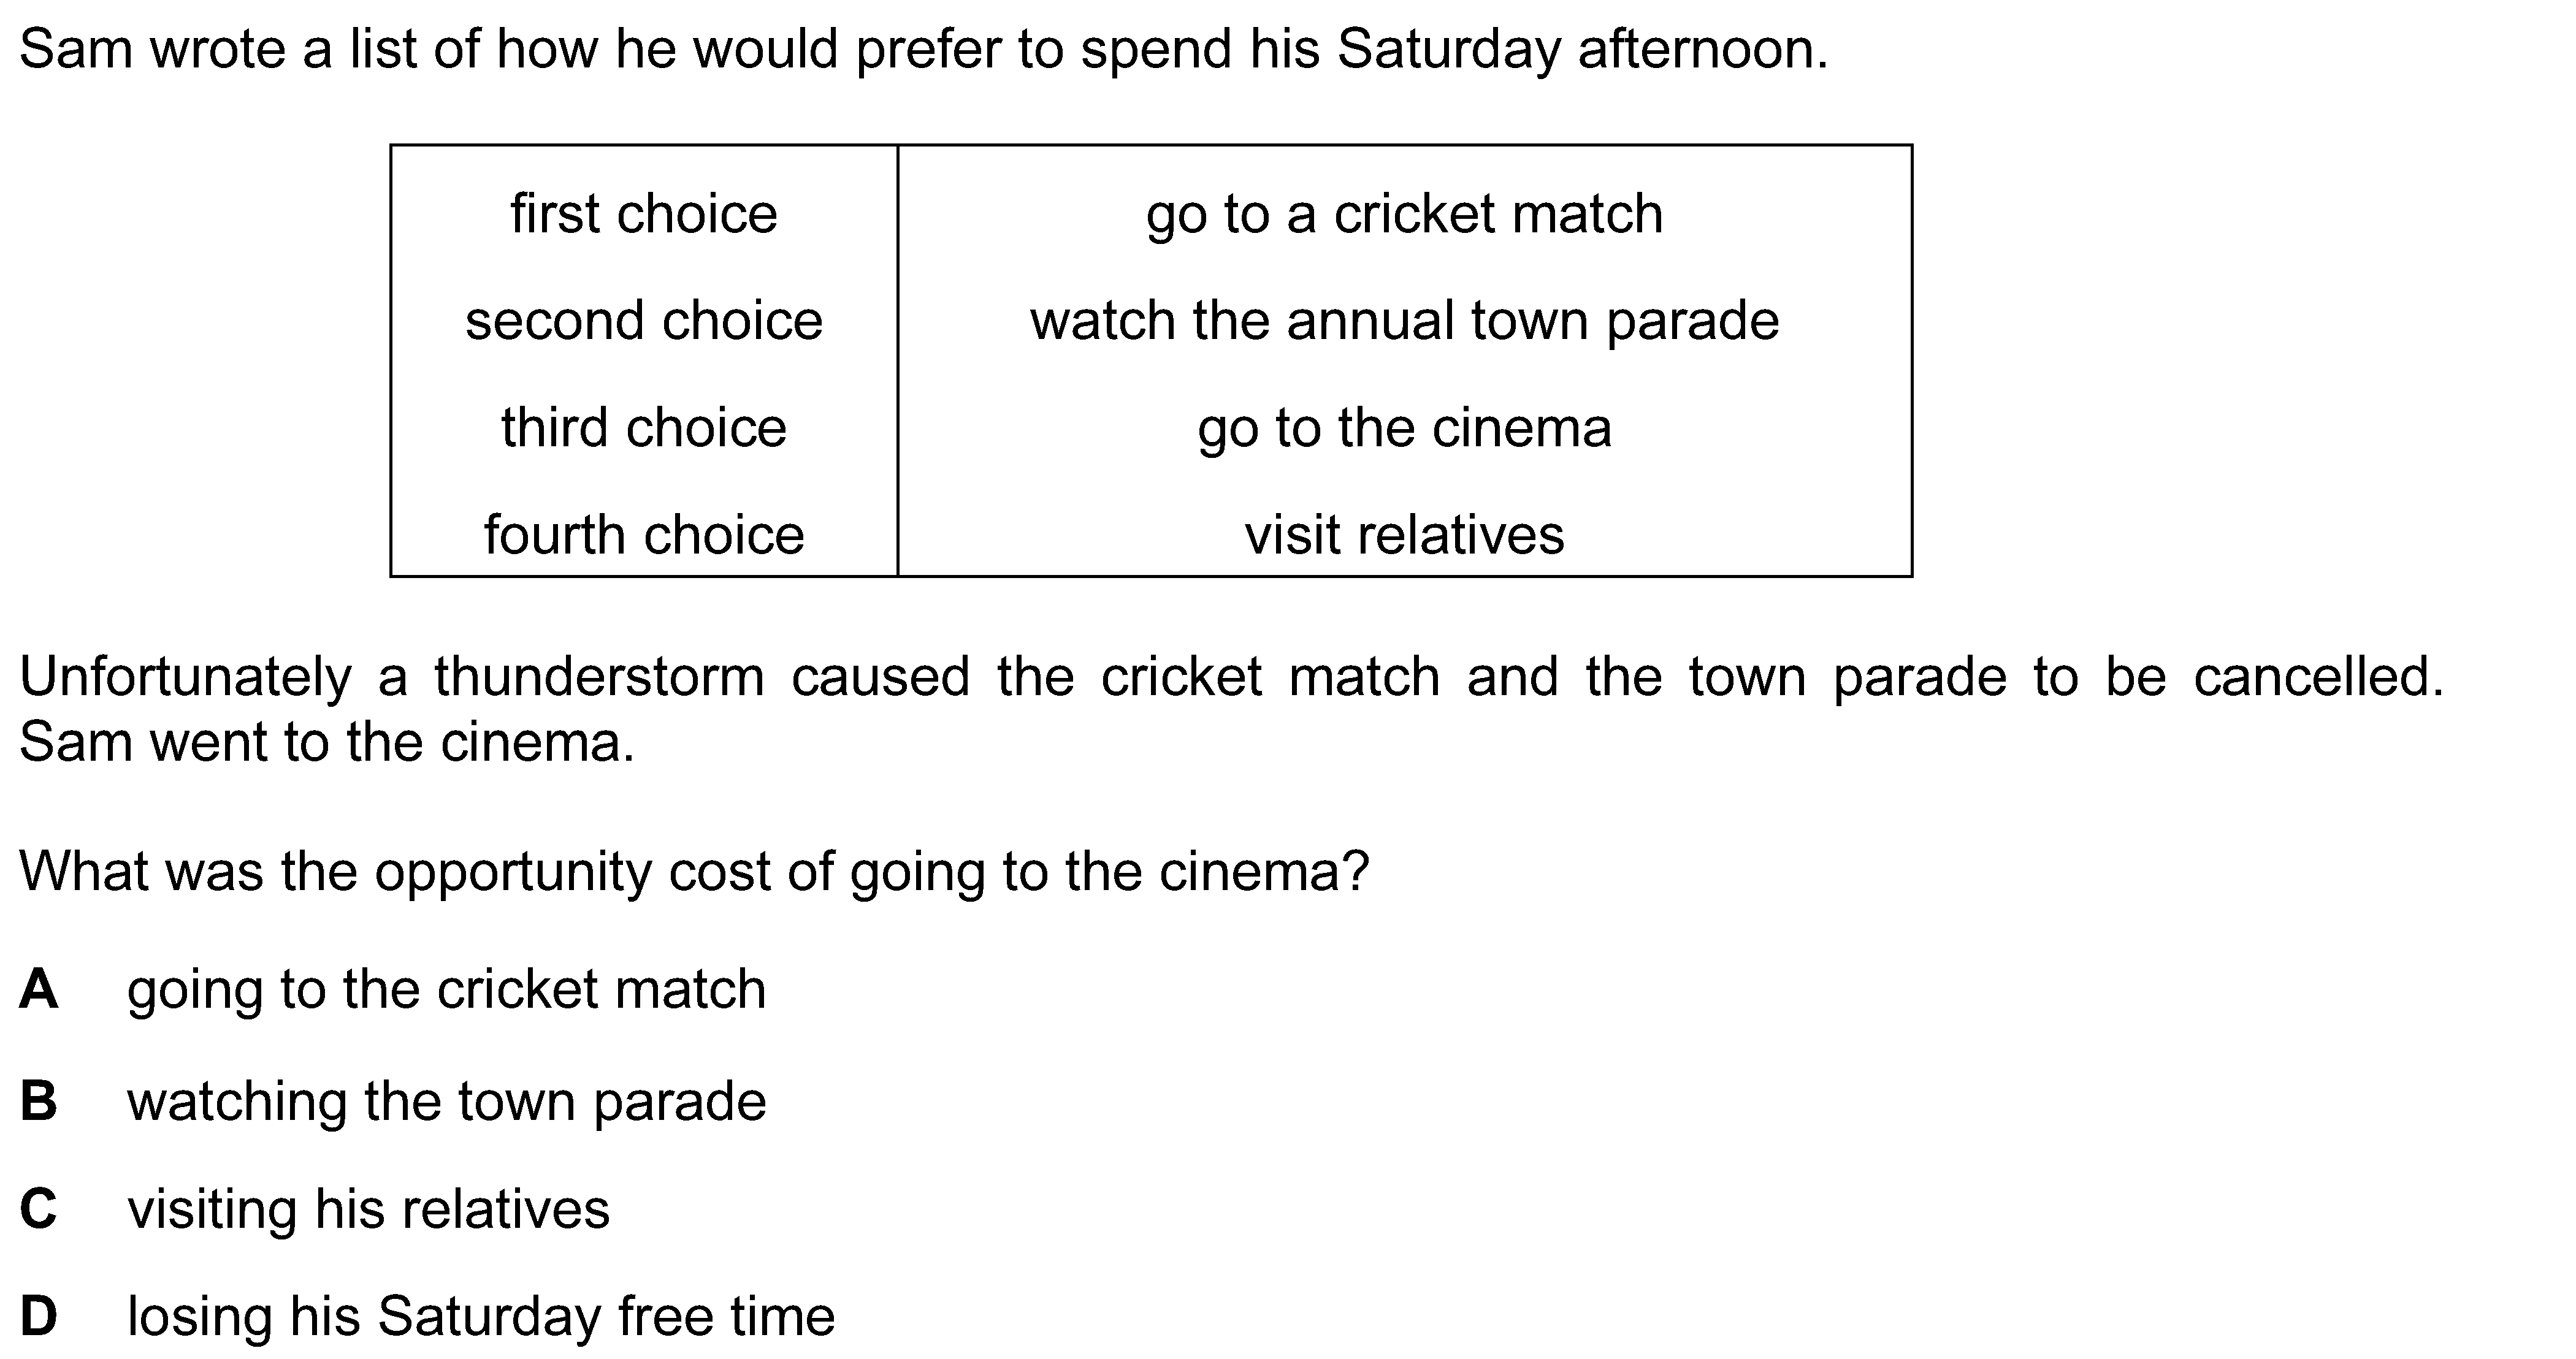 Sam wrote a list of how he would prefer to spend his Saturday afternoon.
first choice go to a cricket match
second choice watch the annual town parade
third choice go to the cinema
fourth choice visit relatives
Unfortunately a thunderstorm caused the cricket match and the town parade to be cancelled.
Sam went to the cinema.
What was the opportunity cost of going to the cinema?
A going to the cricket match
B watching the town parade
C visiting his relatives
D losing his Saturday free time